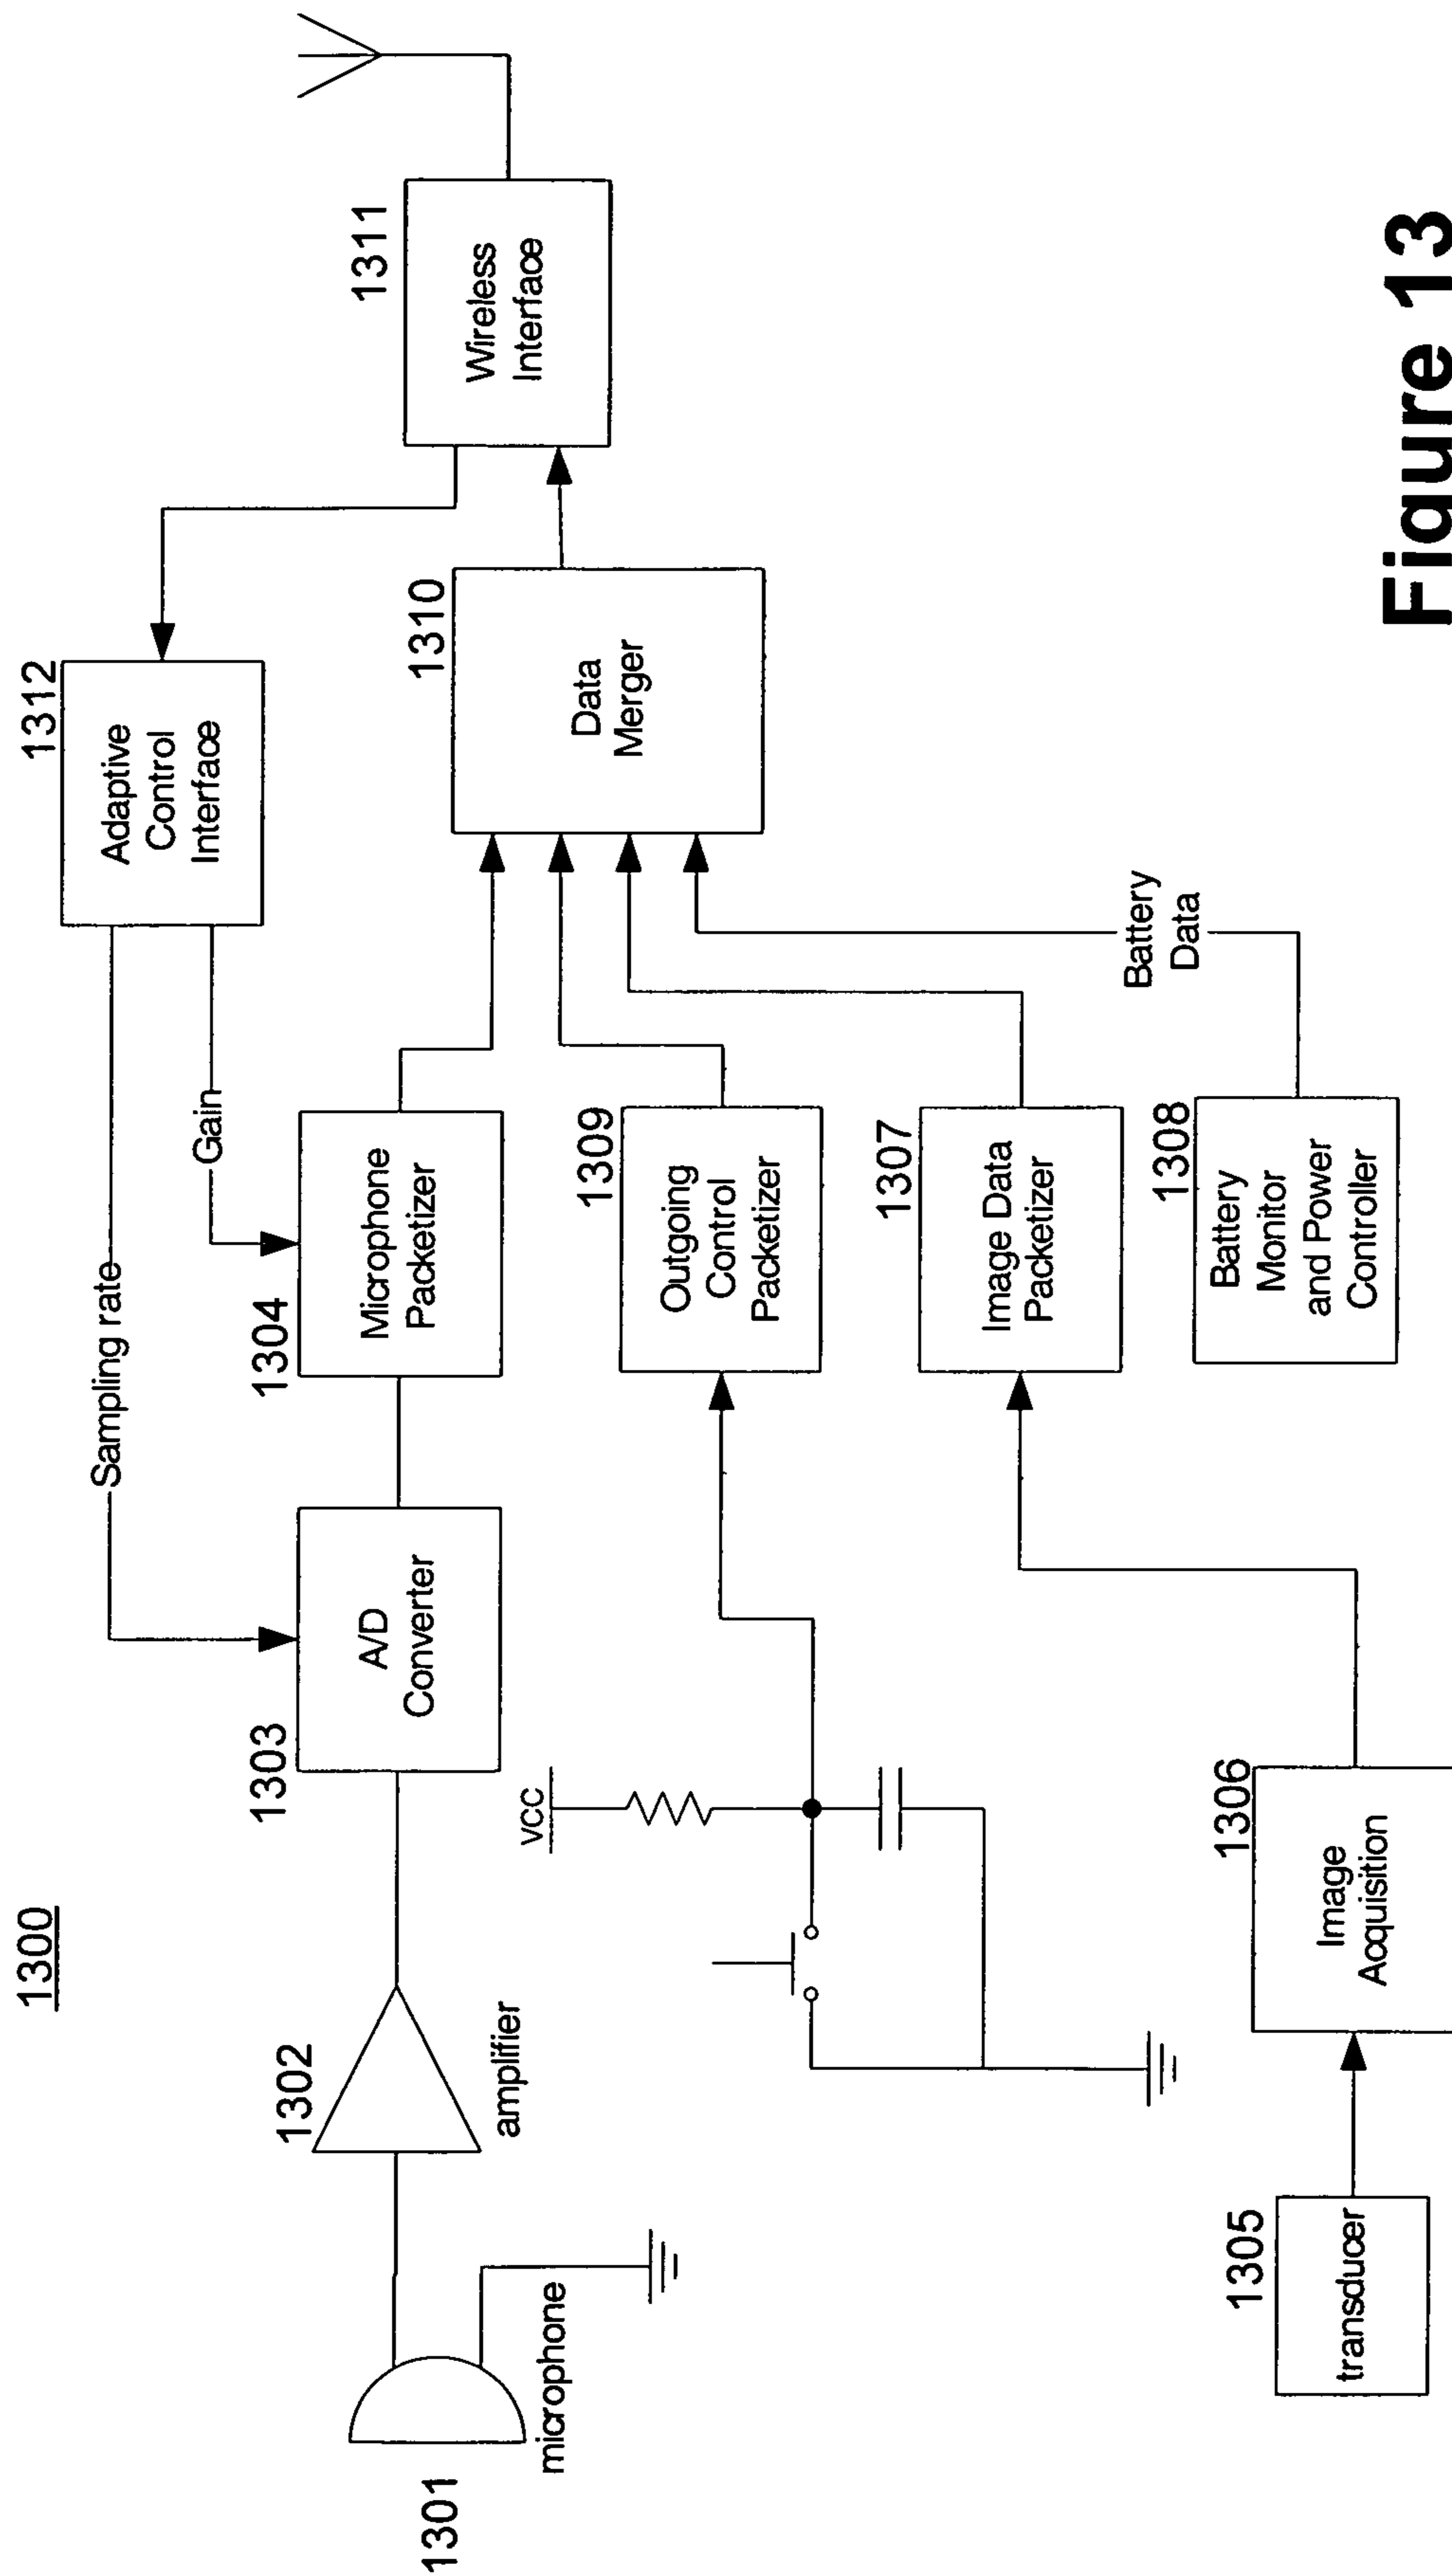 1300
1312
Adaptive
Control
Interface
Sampling rate
Gain
1311
Wireless
Interface
1301
microphone
1302
amplifier
1303
A/D
Converter
1304
Microphone
Packetizer
1310
Data
Merger
VCC
1309
Outgoing
Control
Packetizer
1307
Image Data
Packetizer
Battery
Data
1305
transducer
1306
Image
Acquisition
1308
Battery
Monitor
and Power
Controller
Figure 13